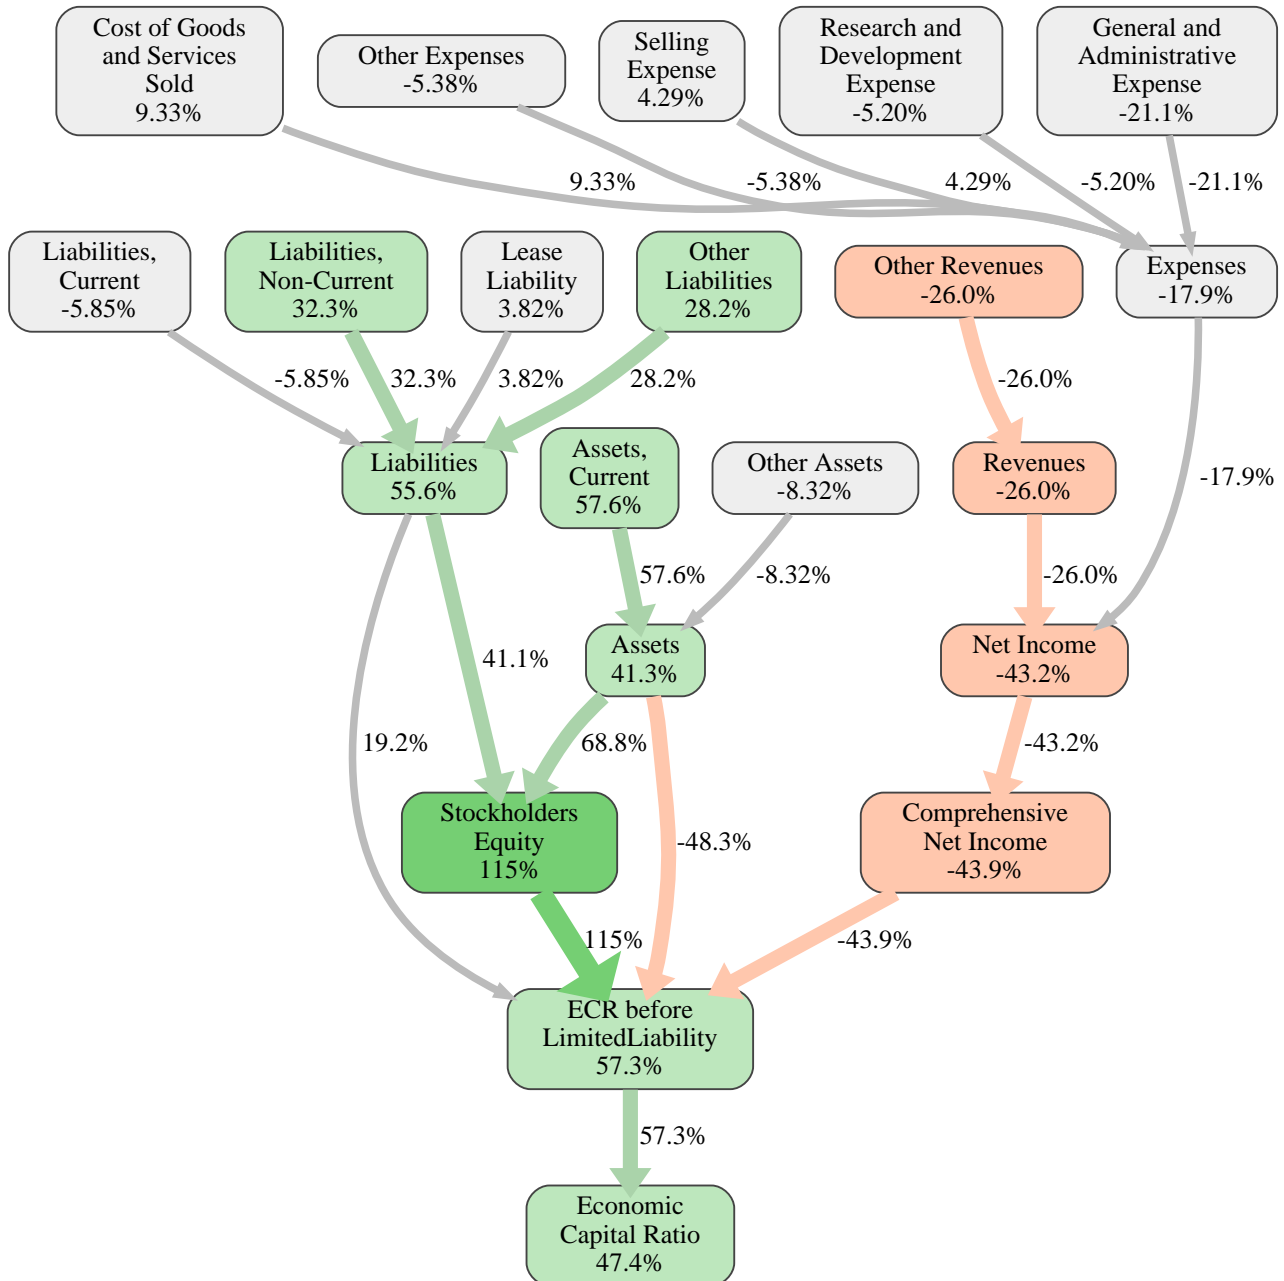 Cost of Goods
and Services
Sold
9.33%
Other Expenses
-5.38%
Selling
Expense
4.29%
Research and
Development
Expense
-5.20%
General and
Administrative
Expense
-21.1%
9.33%
-5.38%
4.29%
-5.20%
-21.1%
Liabilities,
Current
-5.85%
Liabilities,
Non-Current
32.3%
Lease
Liability
3.82%
Other
Liabilities
28.2%
Other Revenues
-26.0%
Expenses
-17.9%
-5.85%
32.3%
3.82%
28.2%
-26.0%
-17.9%
Liabilities
55.6%
Assets,
Current
57.6%
Other Assets
-8.32%
Revenues
-26.0%
57.6%
-8.32%
-26.0%
41.1%
Assets
41.3%
Net Income
-43.2%
19.2%
68.8%
-43.2%
Stockholders
Equity
115%
-48.3%
Comprehensive
Net Income
-43.9%
115%
-43.9%
ECR before
LimitedLiability
57.3%
57.3%
Economic
Capital Ratio
47.4%